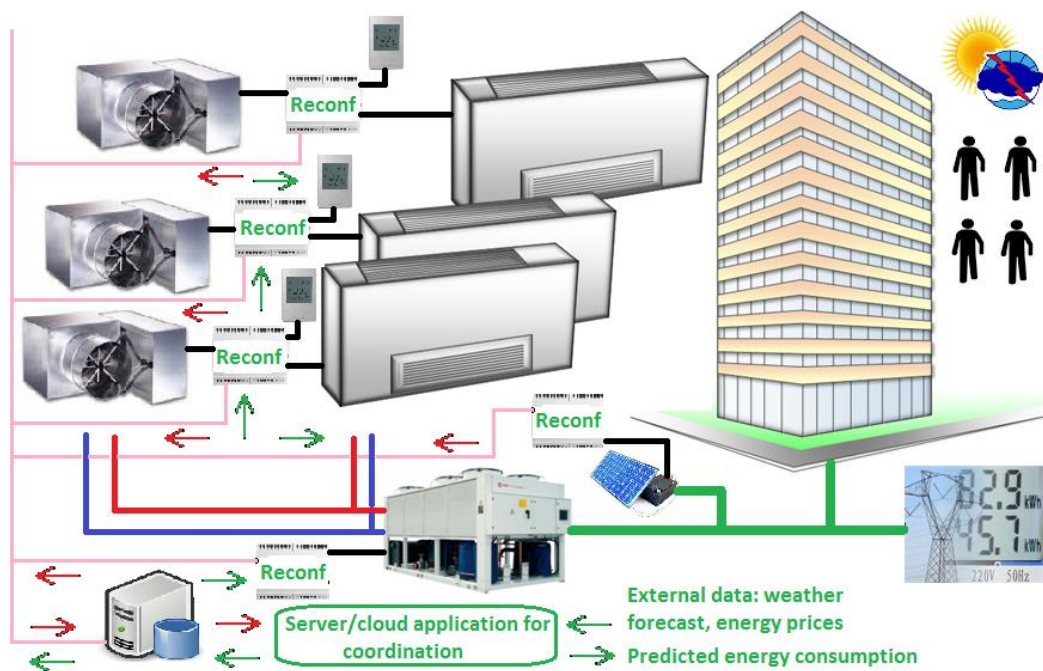 Reconf
Reconf
Reconf
Reconf
82.9 kWh
45.7 kWh
220V 50Hz
Reconf
External data: weather
forecast, energy prices
Server/cloud application for
coordination
Predicted energy consumption